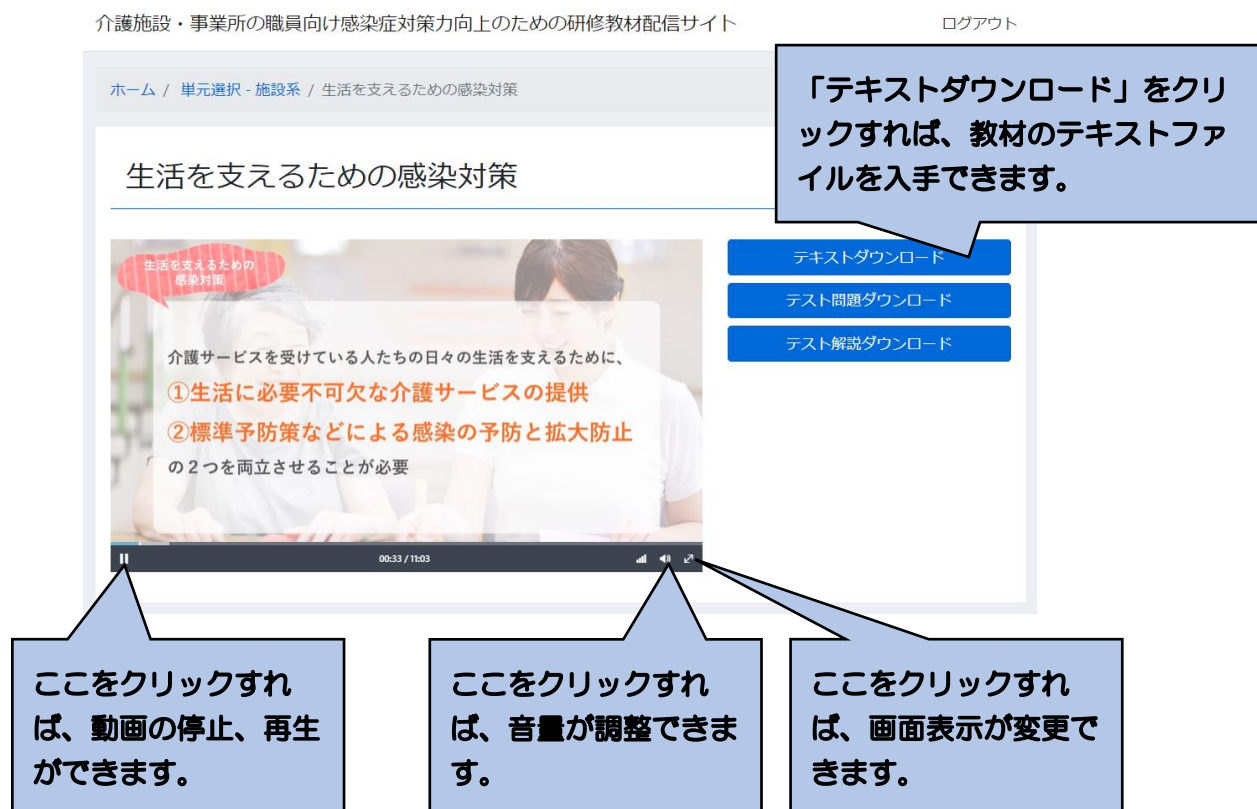 介護施設・事業所の職員向け感染症対策力向上のための研修教材配信サイト
ログアウト
ホーム / 単元選択 - 施設系 / 生活を支えるための感染対策
「テキストダウンロード」をクリ
ックすれば、教材のテキストファ
イルを入手できます。
生活を支えるための感染対策
生活を支えるための
感染対策
介護サービスを受けている人たちの日々の生活を支えるために、
①生活に必要不可欠な介護サービスの提供
②標準予防策などによる感染の予防と拡大防止
の２つを両立させることが必要
00:33 / 11:03
テキストダウンロード
テスト問題ダウンロード
テスト解説ダウンロード
ここをクリックすれ
ば、動画の停止、再生
ができます。
ここをクリックすれ
ば、音量が調整できま
す。
ここをクリックすれ
ば、画面表示が変更で
きます。